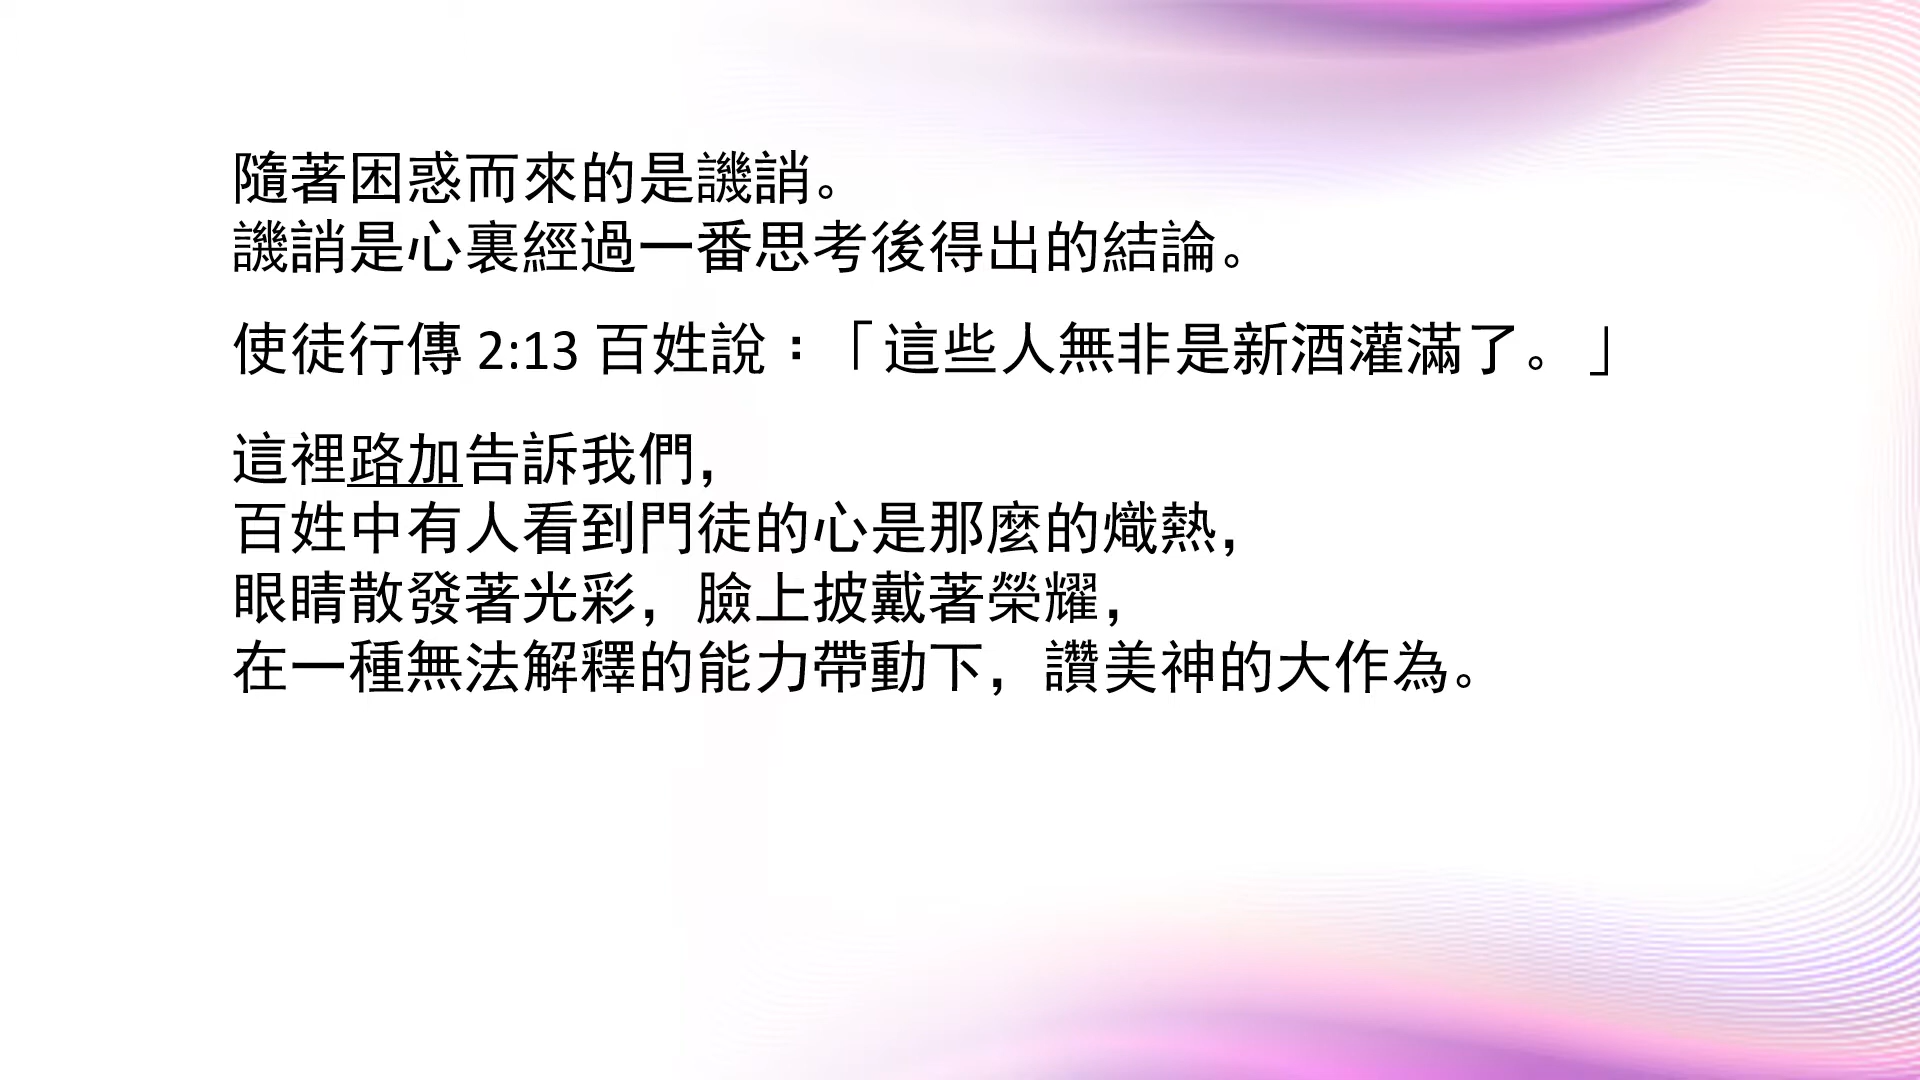 隨著困惑而來的是譏誚。
譏誚是心裏經過一番思考後得出的結論。
使徒行傳 2:13 百姓說：「這些人無非是新酒灌滿了。」
這裡路加告訴我們，
百姓中有人看到門徒的心是那麼的熾熱，
眼睛散發著光彩，臉上披戴著榮耀，
在一種無法解釋的能力帶動下，讚美神的大作為。